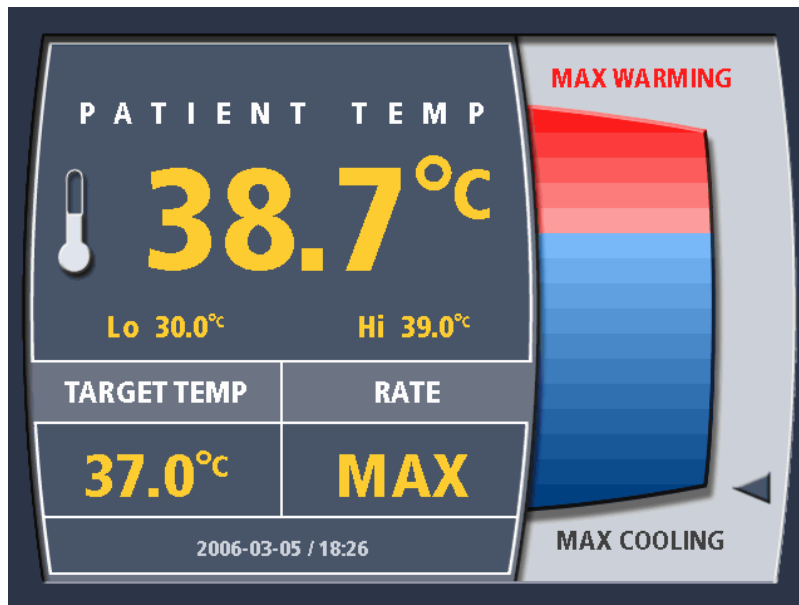 PATIENT TEMP
38.7°C
Lo 30.0°C Hi 39.0°C
TARGET TEMP RATE
37.0°C MAX
2006-03-05 / 18:26
MAX WARMING
MAX COOLING